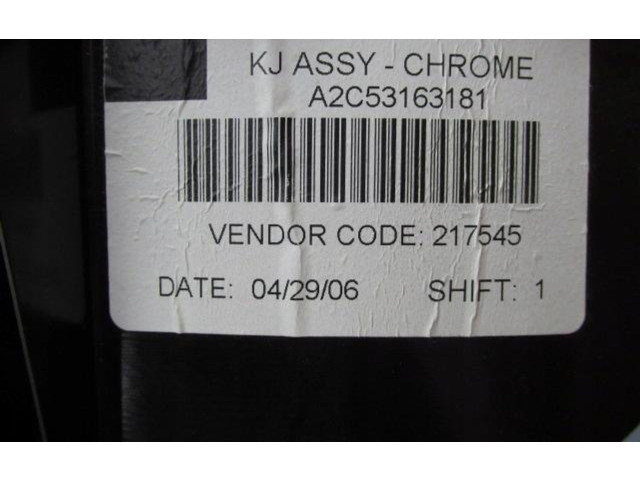 KJ ASSY - CHROME
A2C53163181
VENDOR CODE: 217545
DATE: 04/29/06 SHIFT: 1